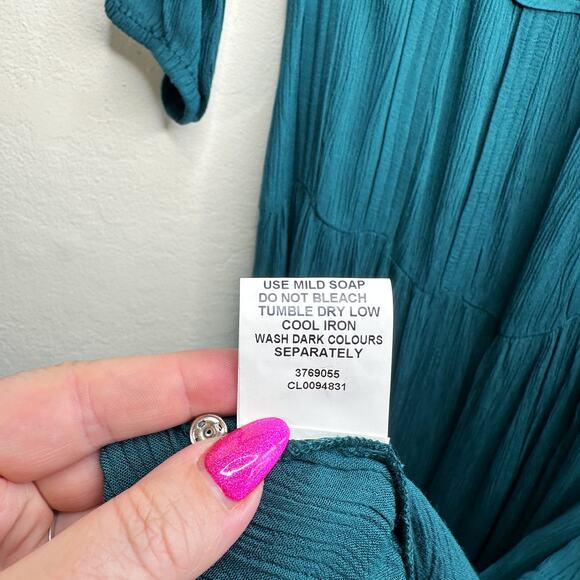 USE MILD SOAP
DO NOT BLEACH
TUMBLE DRY LOW
COOL IRON
WASH DARK COLOURS
SEPARATELY
3769055
CL0094831